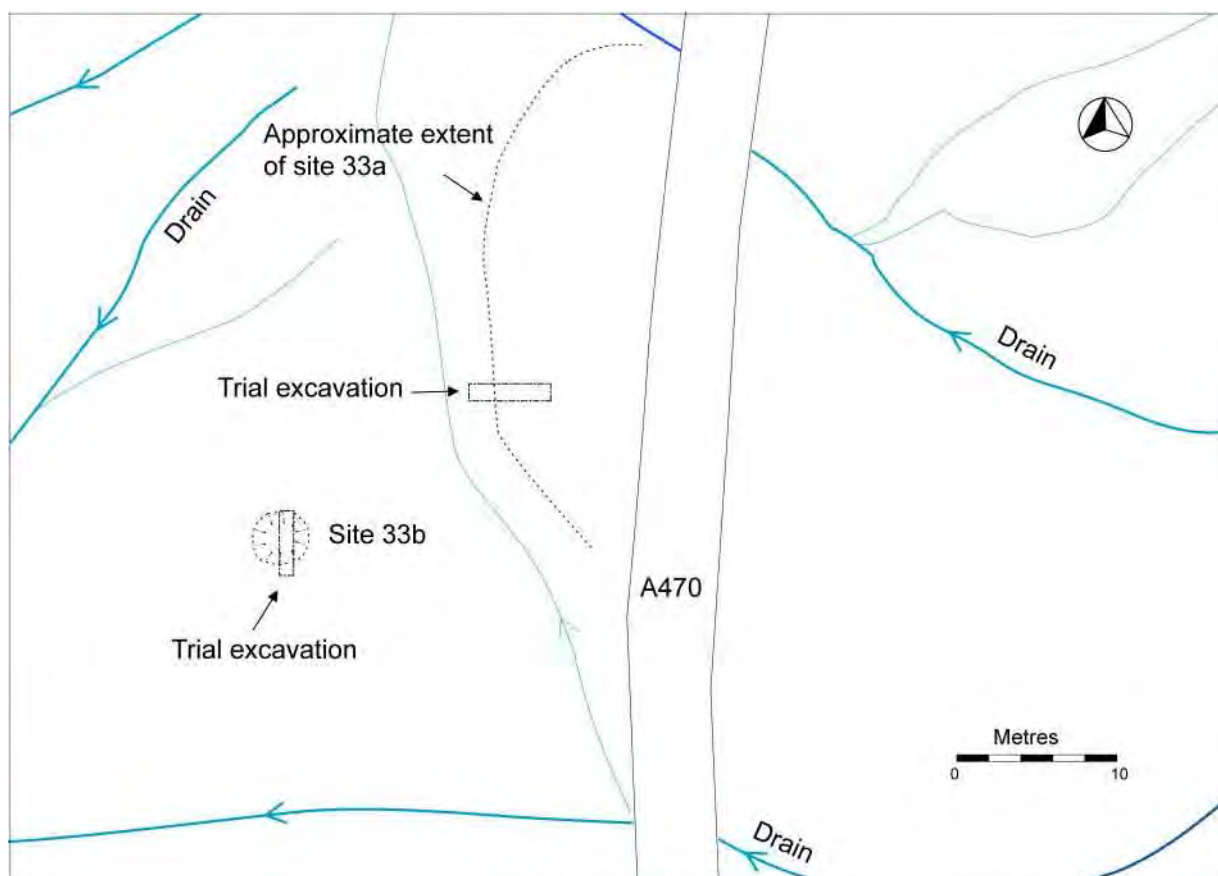 Approximate extent
of site 33a
Drain
Drain
Trial excavation
Site 33b
A470
Trial excavation
Metres
0 10
Drain